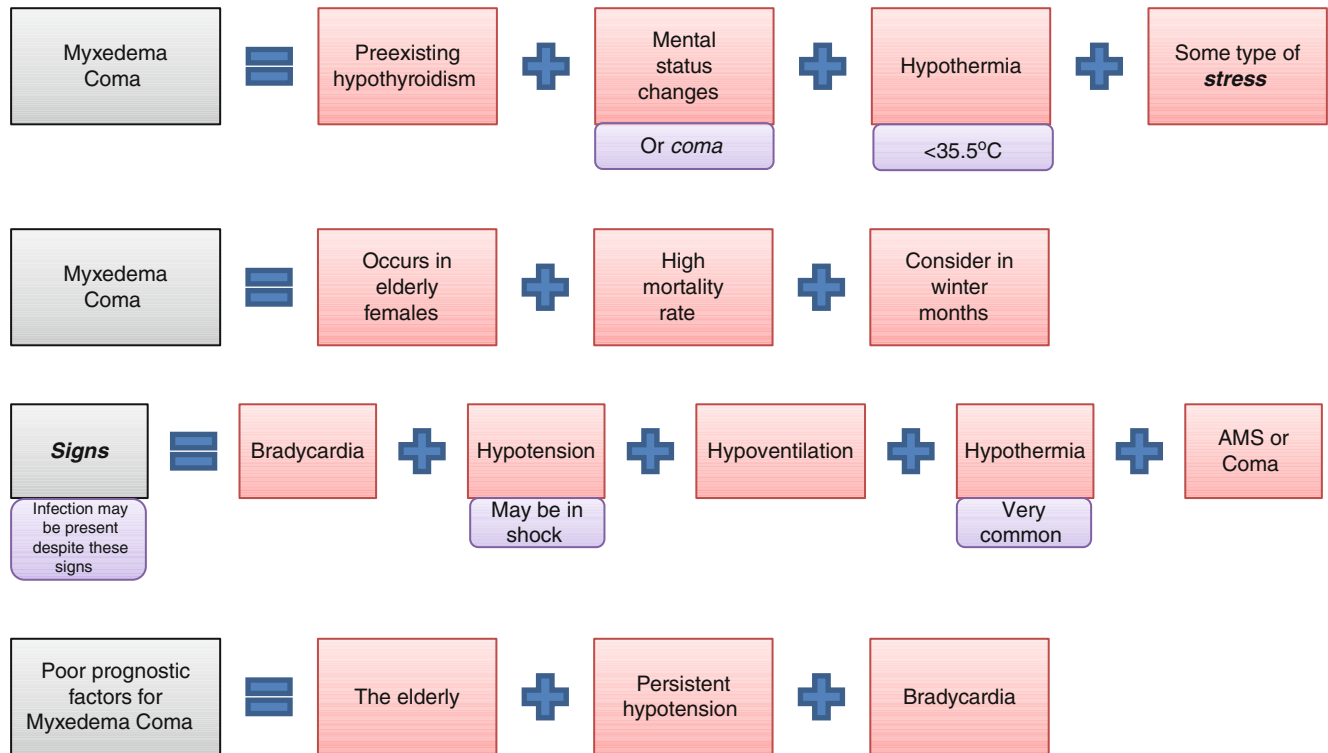 Myxedema
Coma
Preexisting
hypothyroidism
Mental
status
changes
Or coma
Hypothermia
<35.5°C
Some type of
stress
Myxedema
Coma
Occurs in
elderly
females
High
mortality
rate
Consider in
winter
months
Signs
Infection may
be present
despite these
signs
Bradycardia
Hypotension
May be in
shock
Hypoventilation
Hypothermia
Very
common
AMS or
Coma
Poor prognostic
factors for
Myxedema Coma
The elderly
Persistent
hypotension
Bradycardia